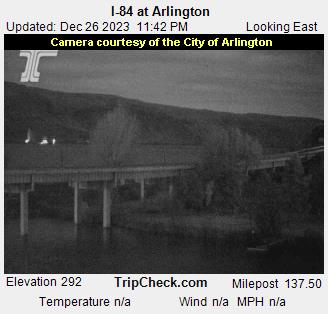 I-84 at Arlington
Updated: Dec 26 2023 11:42 PM Looking East
Camera courtesy of the City of Arlington
Elevation 292 TripCheck.com Milepost 137.50
Temperature n/a Wind n/a MPH n/a